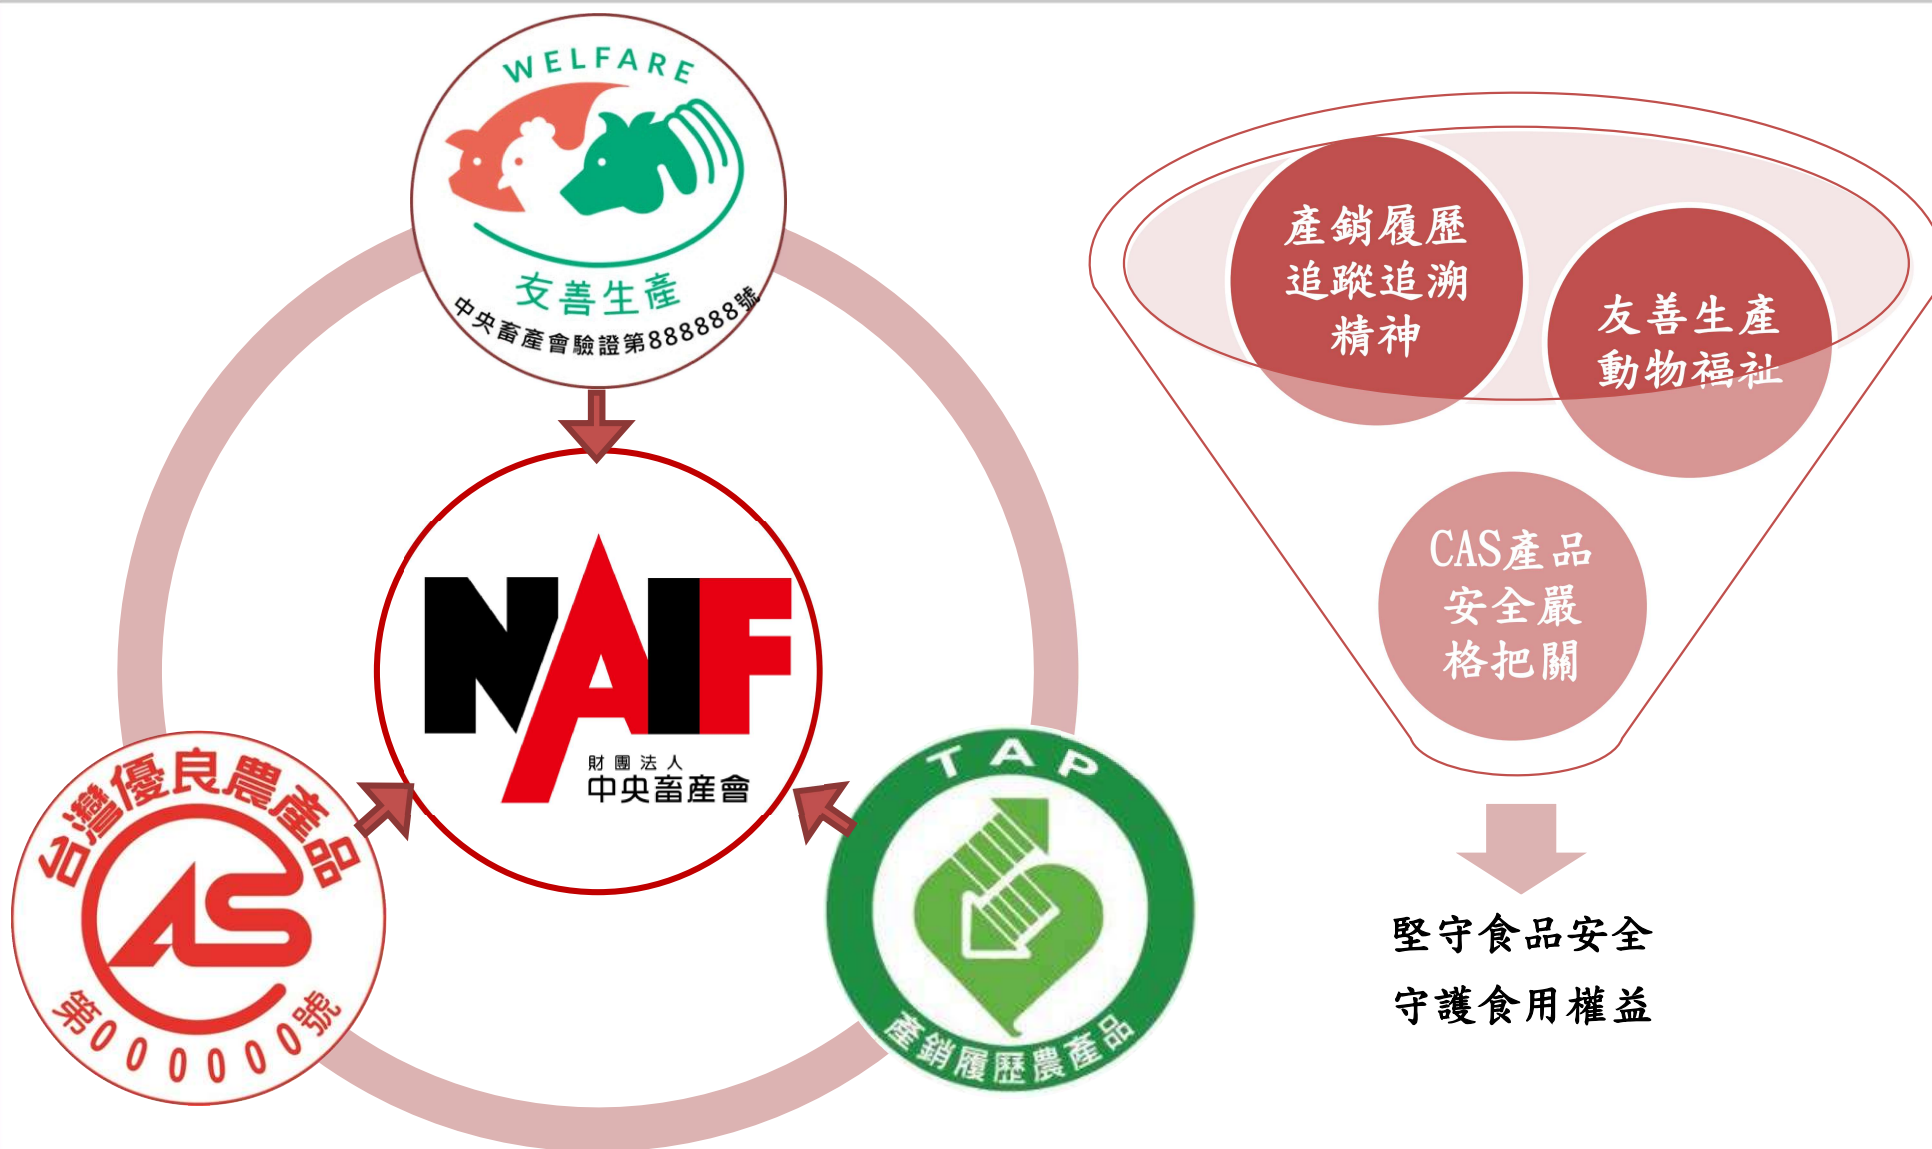 WELFARE
友善生產
中央畜產會驗證第888888號
NAIF
財團法人
中央畜產會
台灣優良農產品
CAS
第000000號
TAP
產銷履歷農產品
產銷履歷
追蹤追溯
精神
友善生產
動物福祉
CAS產品
安全嚴
格把關
堅守食品安全
守護食用權益